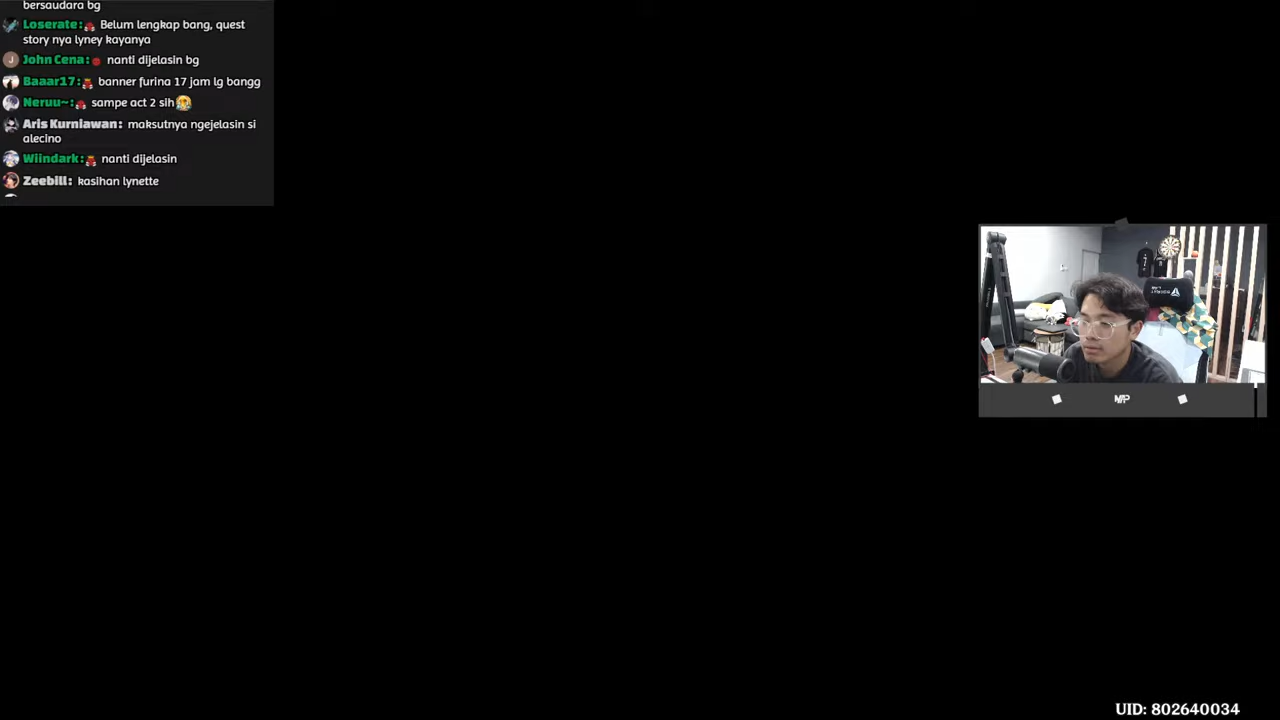 bersaudara bg
Loserate: Belum lengkap bang, quest
story nya lyney kayanya
John Cena: nanti dijelasin bg
Baaar17: banner furina 17 jam lg bangg
Neruu~: sampe act 2 sih
Aris Kurniawan: maksutnya ngejelasin si
alecino
Wiindark: nanti dijelasin
Zeebill: kasihan lynette
UID: 802640034